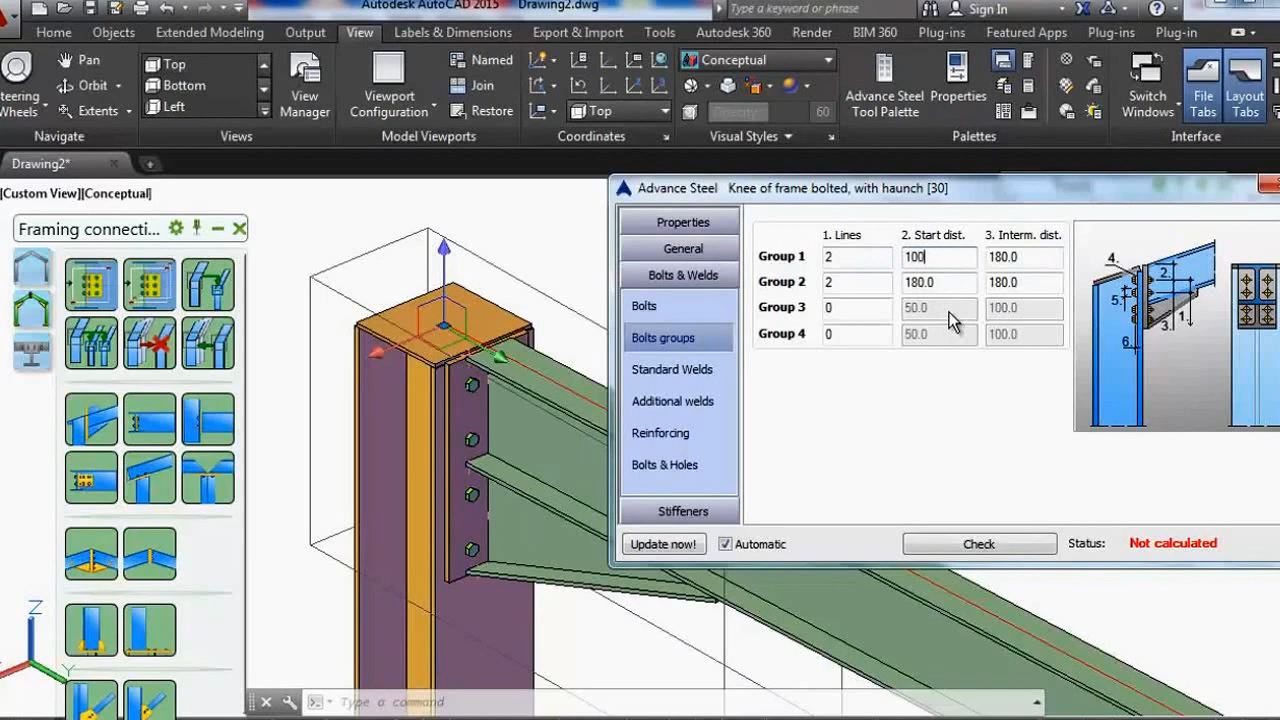 Autodesk AutoCAD 2015 Drawing2.dwg
Type a keyword or phrase
Sign In
Home Objects Extended Modeling Output View Labels & Dimensions Export & Import Tools Autodesk 360 Render BIM 360 Plug-ins Featured Apps Plug-ins Plug-in
Pan
Orbit
Extents
teering
Wheels
Top
Bottom
Left
View
Manager
Viewport
Configuration
Named
Join
Restore
Top
Conceptual
Opacity
60
Advance Steel
Tool Palette
Properties
Switch
Windows
File
Tabs
Layout
Tabs
Navigate Views Model Viewports Coordinates Visual Styles Palettes Interface
Drawing2*
[Custom View][Conceptual]
Framing connecti...
Advance Steel Knee of frame bolted, with haunch [30]
Properties
General
Bolts & Welds
Bolts
Bolts groups
Standard Welds
Additional welds
Reinforcing
Bolts & Holes
Stiffeners
1. Lines 2. Start dist. 3. Interm. dist.
Group 1 2 100 180.0
Group 2 2 180.0 180.0
Group 3 0 50.0 100.0
Group 4 0 50.0 100.0
4.
2.
5.
3.
1.
6.
Update now! Automatic Check Status: Not calculated
Z
Y
Type a command